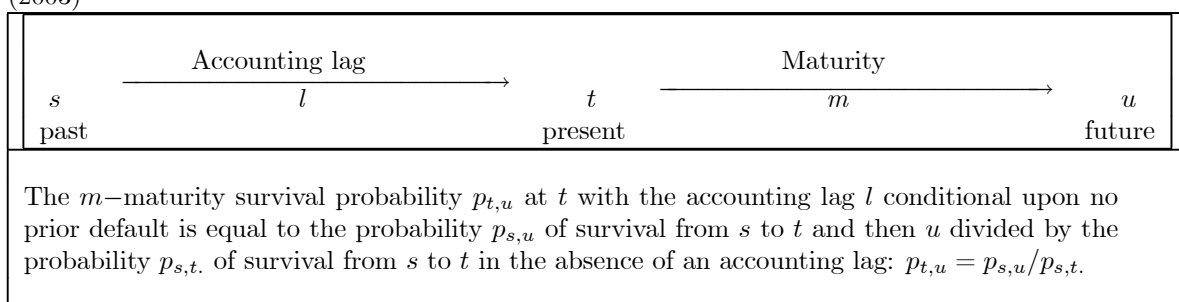 (2003)
Accounting lag Maturity
s l t m u
past present future
The m−maturity survival probability p_{t,u} at t with the accounting lag l conditional upon no
prior default is equal to the probability p_{s,u} of survival from s to t and then u divided by the
probability p_{s,t.} of survival from s to t in the absence of an accounting lag: p_{t,u} = p_{s,u}/p_{s,t.}